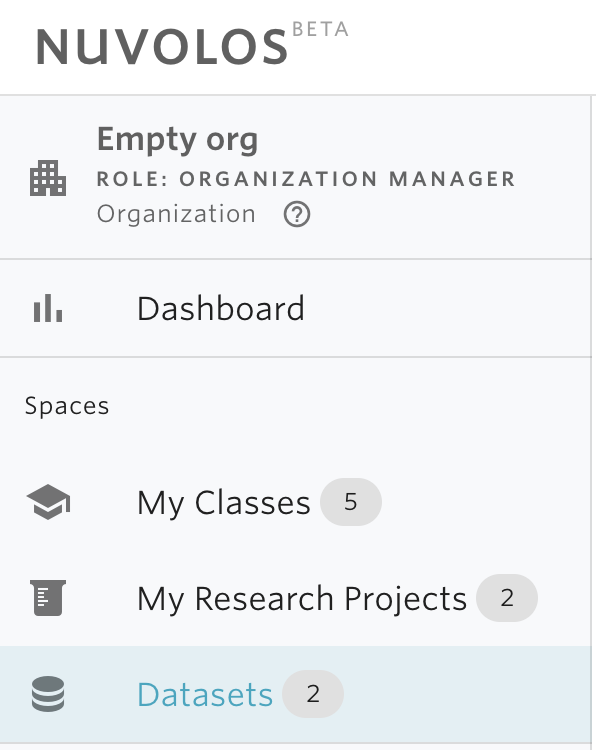 NUVOLOS BETA
Empty org
ROLE: ORGANIZATION MANAGER
Organization ?
Dashboard
Spaces
My Classes 5
My Research Projects 2
Datasets 2